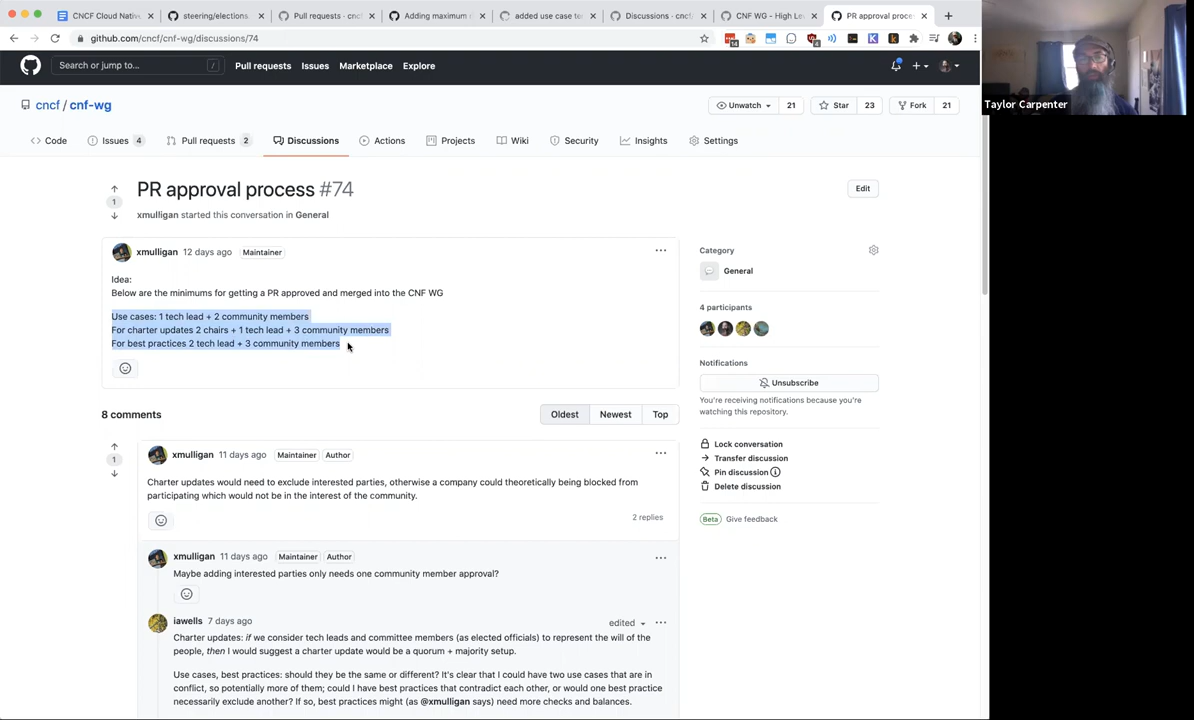 CNCF Cloud Native
steering/elections.
Pull requests · cnc
Adding maximum
added use case te
Discussions · cncf
CNF WG - High Le
PR approval proce
github.com/cncf/cnf-wg/discussions/74
Search or jump to...
/
Pull requests
Issues
Marketplace
Explore
Taylor Carpenter
cncf / cnf-wg
Unwatch
21
Star
23
Fork
21
Code
Issues 4
Pull requests 2
Discussions
Actions
Projects
Wiki
Security
Insights
Settings
1
PR approval process #74
Edit
xmulligan started this conversation in General
xmulligan 12 days ago Maintainer
Idea:
Below are the minimums for getting a PR approved and merged into the CNF WG
Use cases: 1 tech lead + 2 community members
For charter updates 2 chairs + 1 tech lead + 3 community members
For best practices 2 tech lead + 3 community members
Category
General
4 participants
Notifications
Unsubscribe
You're receiving notifications because you're
watching this repository.
Lock conversation
Transfer discussion
Pin discussion
Delete discussion
Beta Give feedback
8 comments
Oldest
Newest
Top
1
xmulligan 11 days ago Maintainer Author
Charter updates would need to exclude interested parties, otherwise a company could theoretically being blocked from
participating which would not be in the interest of the community.
2 replies
xmulligan 11 days ago Maintainer Author
Maybe adding interested parties only needs one community member approval?
iawells 7 days ago
edited
Charter updates: if we consider tech leads and committee members (as elected officials) to represent the will of the
people, then I would suggest a charter update would be a quorum + majority setup.
Use cases, best practices: should they be the same or different? It's clear that I could have two use cases that are in
conflict, so potentially more of them; could I have best practices that contradict each other, or would one best practice
necessarily exclude another? If so, best practices might (as @xmulligan says) need more checks and balances.